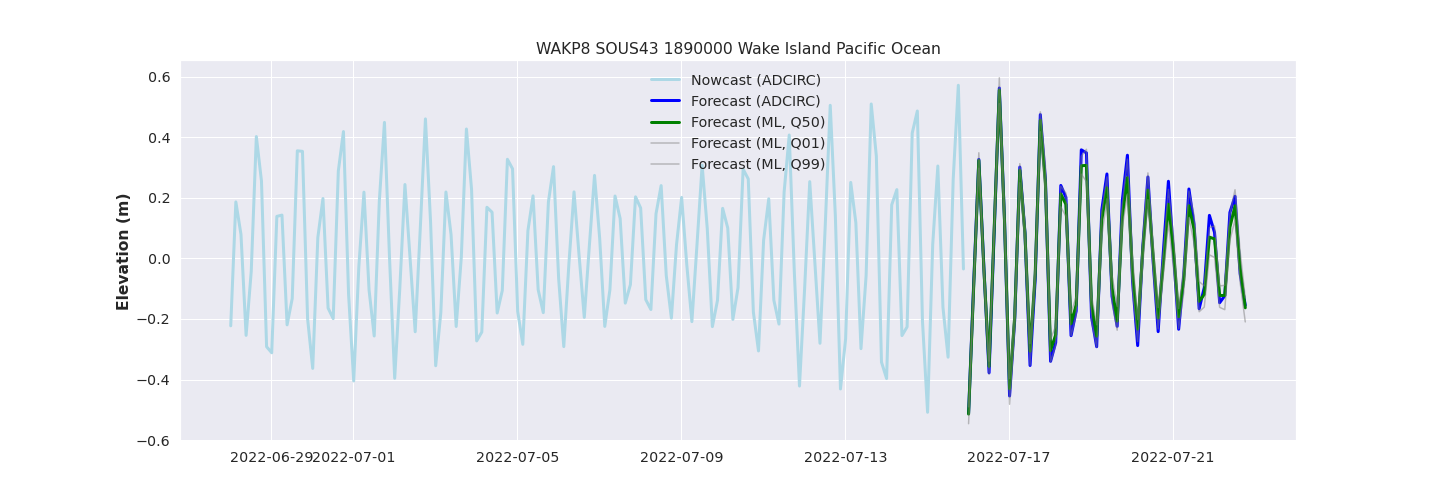 WAKP8 SOUS43 1890000 Wake Island Pacific Ocean
Nowcast (ADCIRC)
Forecast (ADCIRC)
Forecast (ML, Q50)
Forecast (ML, Q01)
Forecast (ML, Q99)
Elevation (m)
0.6
0.4
0.2
0.0
−0.2
−0.4
−0.6
2022-06-29 2022-07-01 2022-07-05 2022-07-09 2022-07-13 2022-07-17 2022-07-21